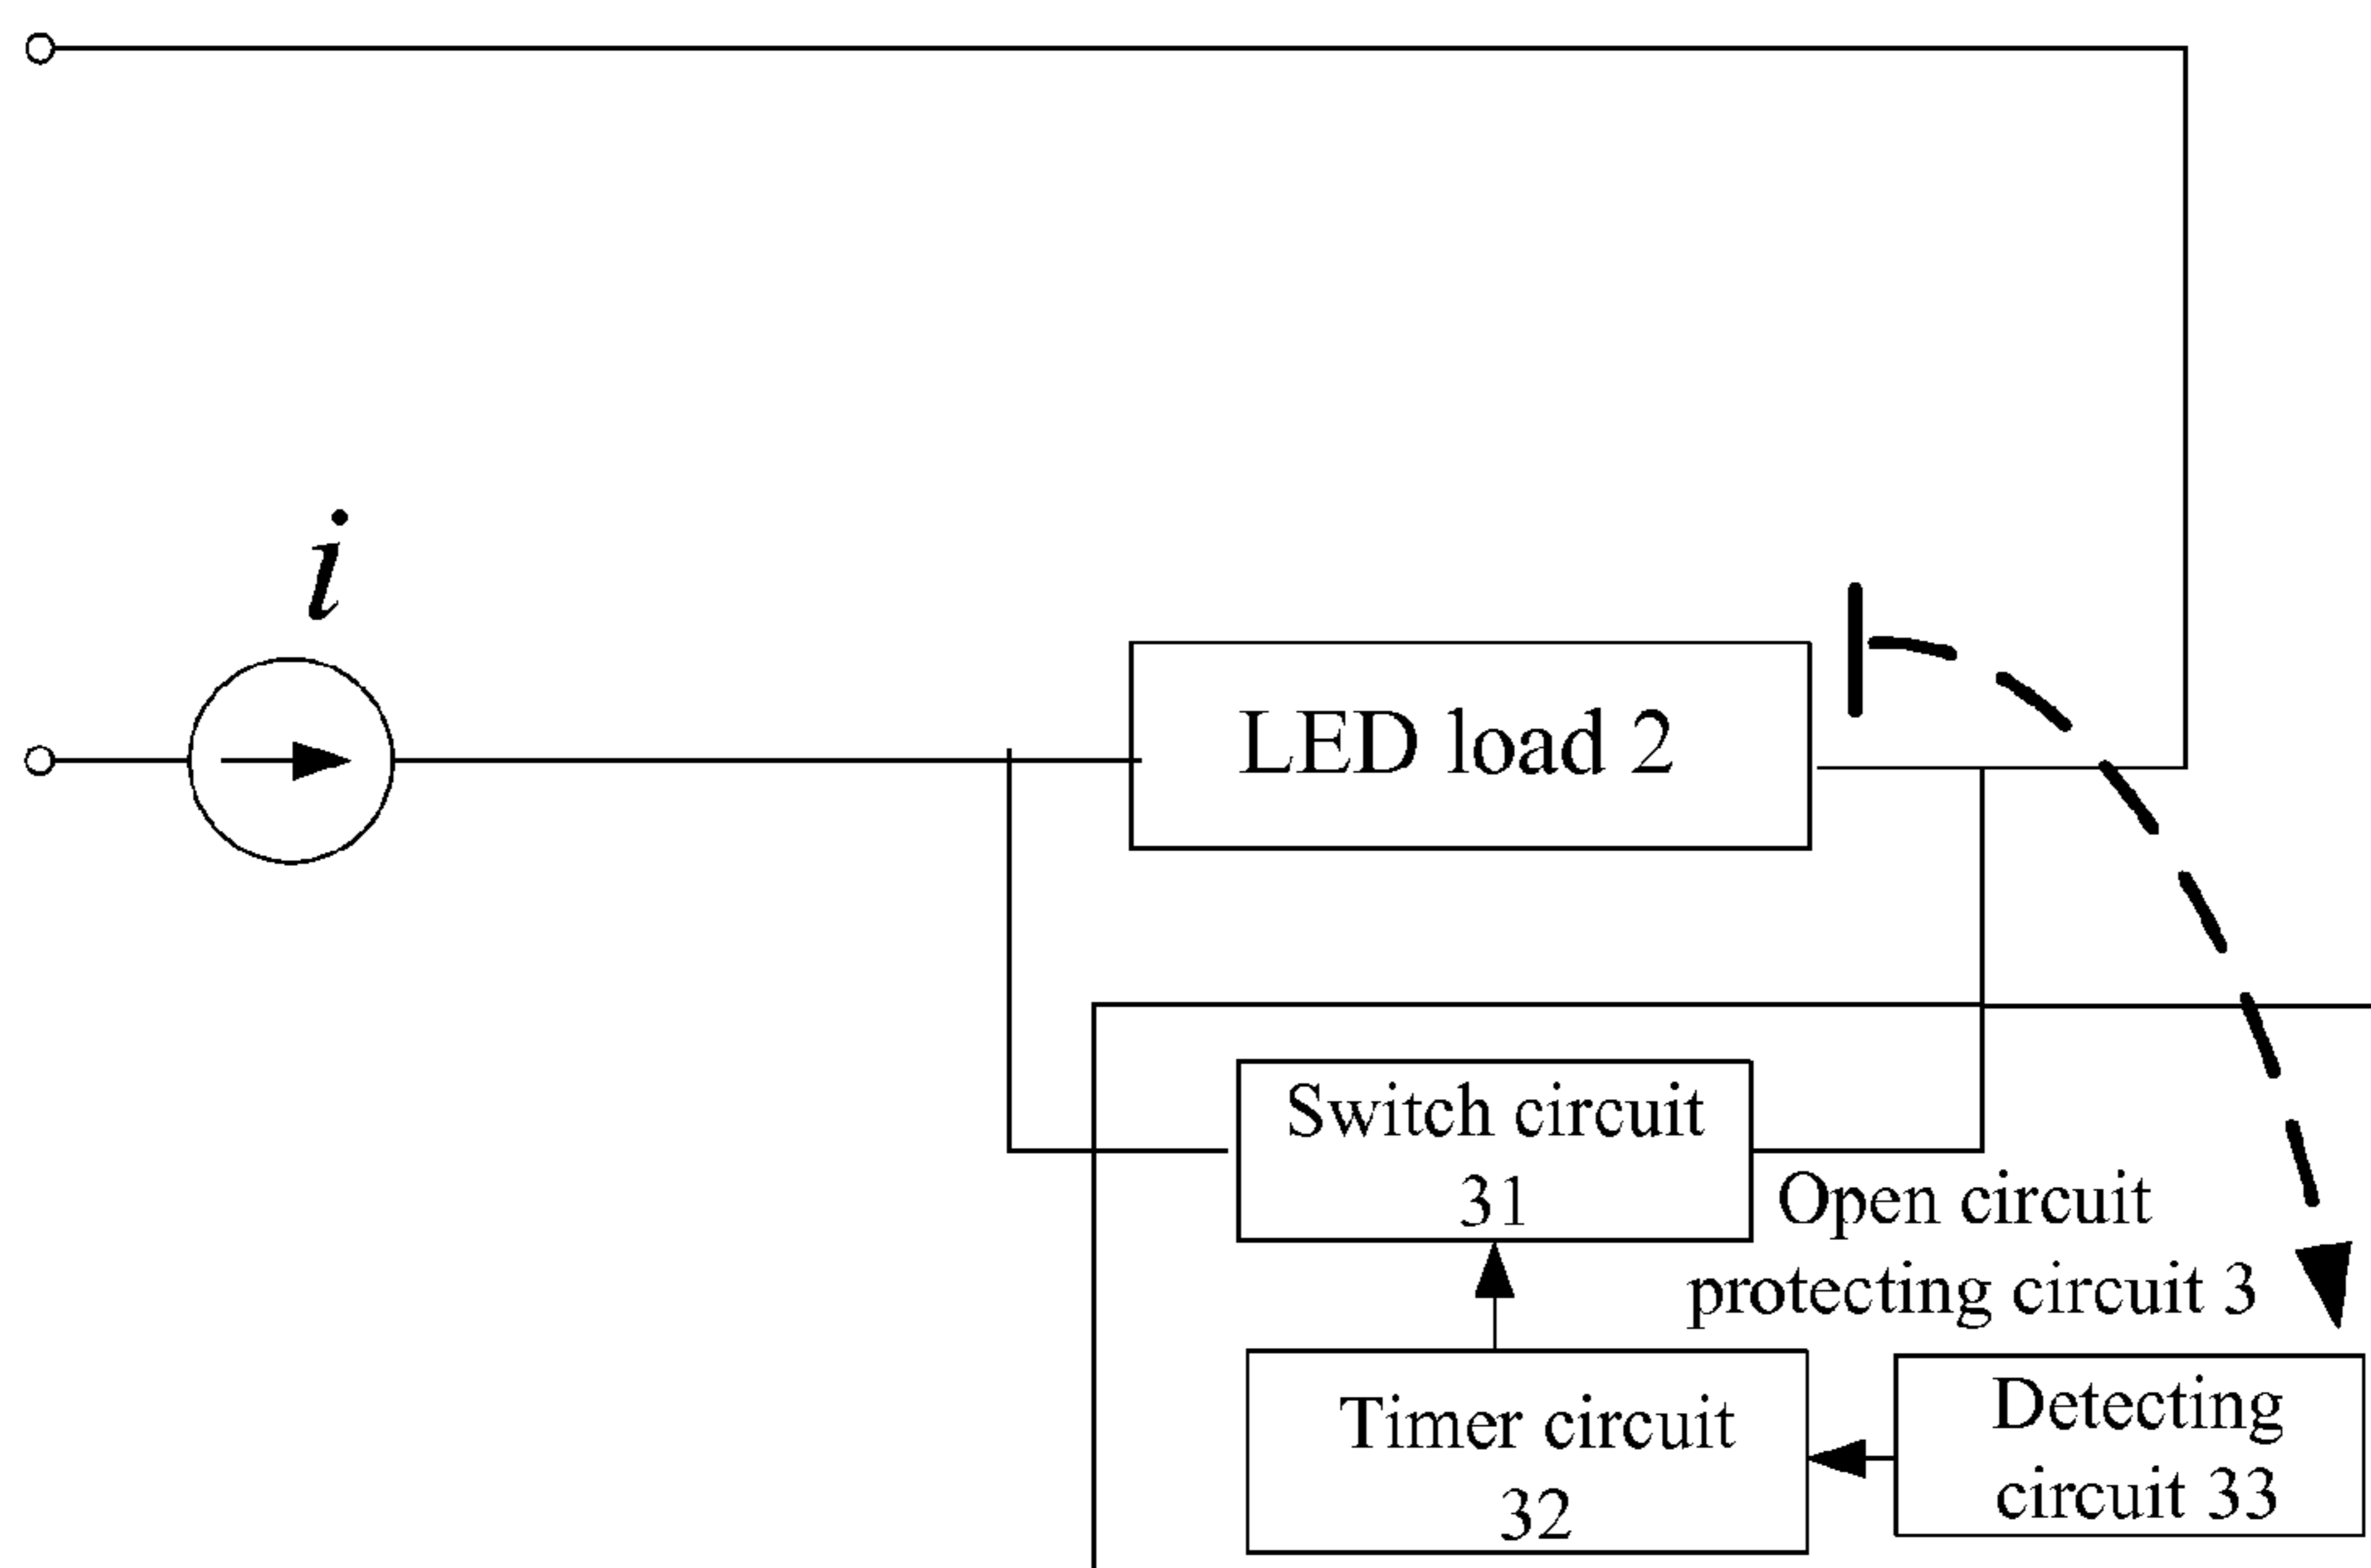 i
LED load 2
Switch circuit
31
Open circuit
protecting circuit 3
Timer circuit
32
Detecting
circuit 33